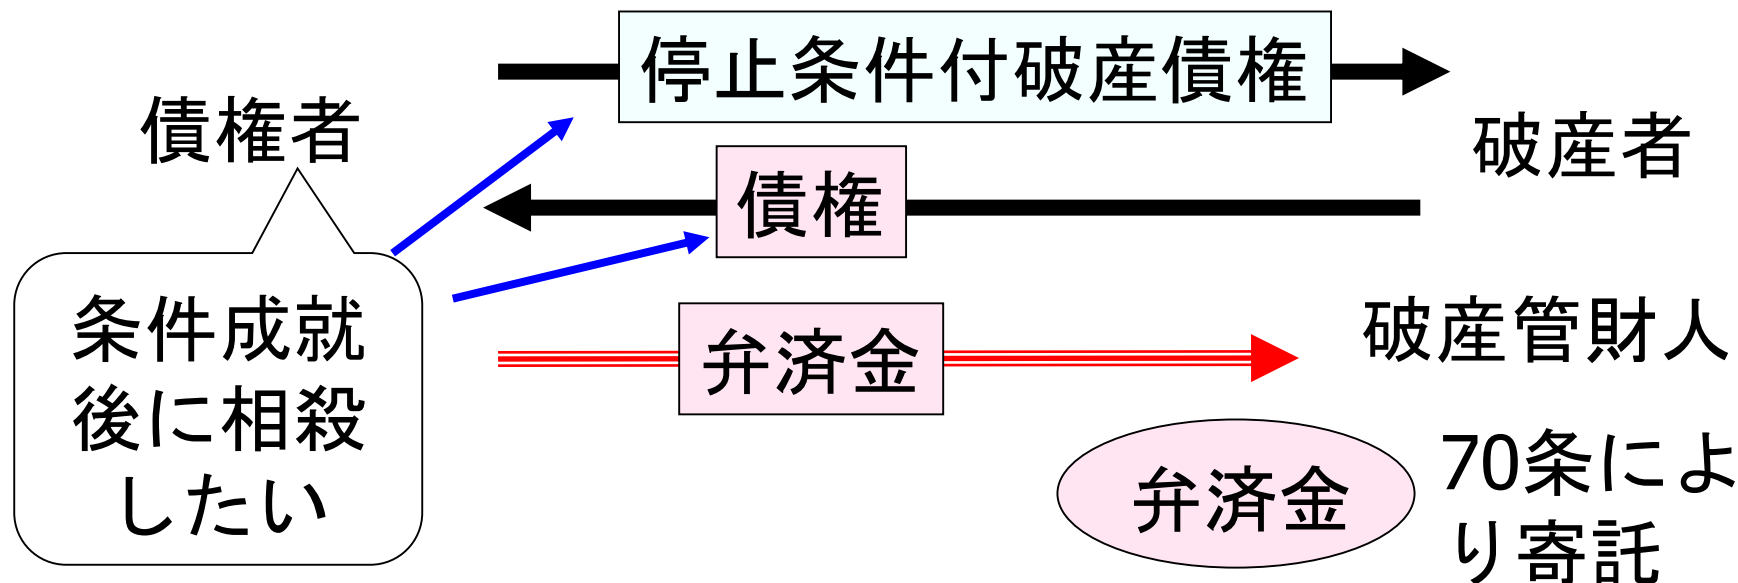 停止条件付破産債権
債権者
破産者
債権
条件成就
後に相殺
したい
弁済金
破産管財人
弁済金
70条によ
り寄託